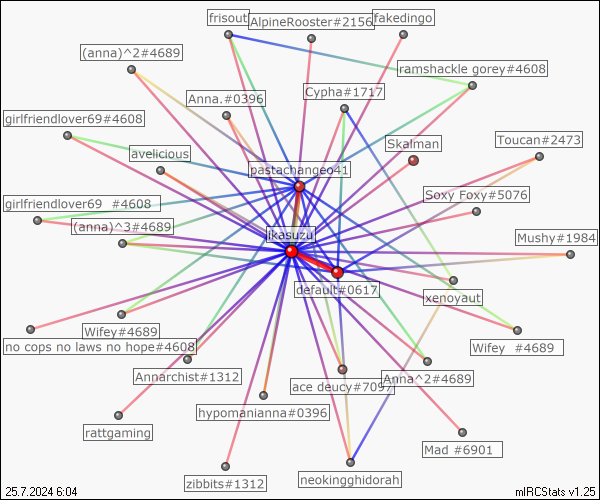 frisout
AlpineRooster#2156
fakedingo
(anna)^2#4689
ramshackle gorey#4608
Cypha#1717
Anna.#0396
girlfriendlover69#4608
Toucan#2473
Skalman
avelicious
pastachangeo41
Soxy Foxy#5076
girlfriendlover69 #4608
(anna)^3#4689
ikasuzu
Mushy#1984
default#0617
xenoyaut
Wifey#4689
no cops no laws no hope#4608
Wifey #4689
Annarchist#1312
ace deucy#7097
Anna^2#4689
hypomanianna#0396
rattgaming
Mad #6901
zibbits#1312
neokingghidorah
25.7.2024 6:04
mIRCStats v1.25